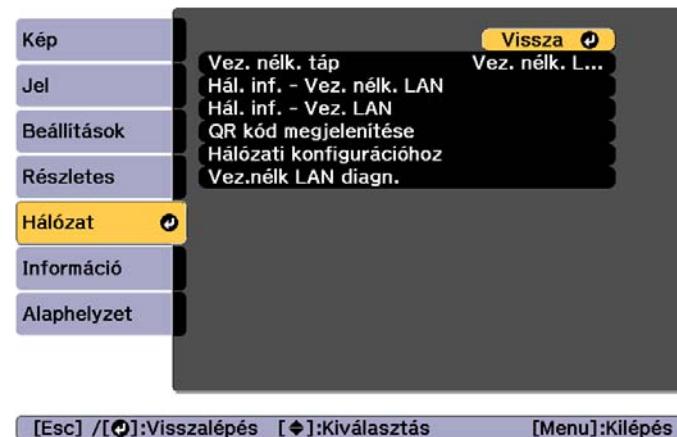 Kép
Jel
Beállítások
Részletes
Hálózat
Információ
Alaphelyzet
Vissza
Vez. nélk. táp Vez. nélk. L...
Hál. inf. - Vez. nélk. LAN
Hál. inf. - Vez. LAN
QR kód megjelenítése
Hálózati konfigurációhoz
Vez.nélk LAN diagn.
[Esc] /[⏎]:Visszalépés [◆]:Kiválasztás [Menu]:Kilépés